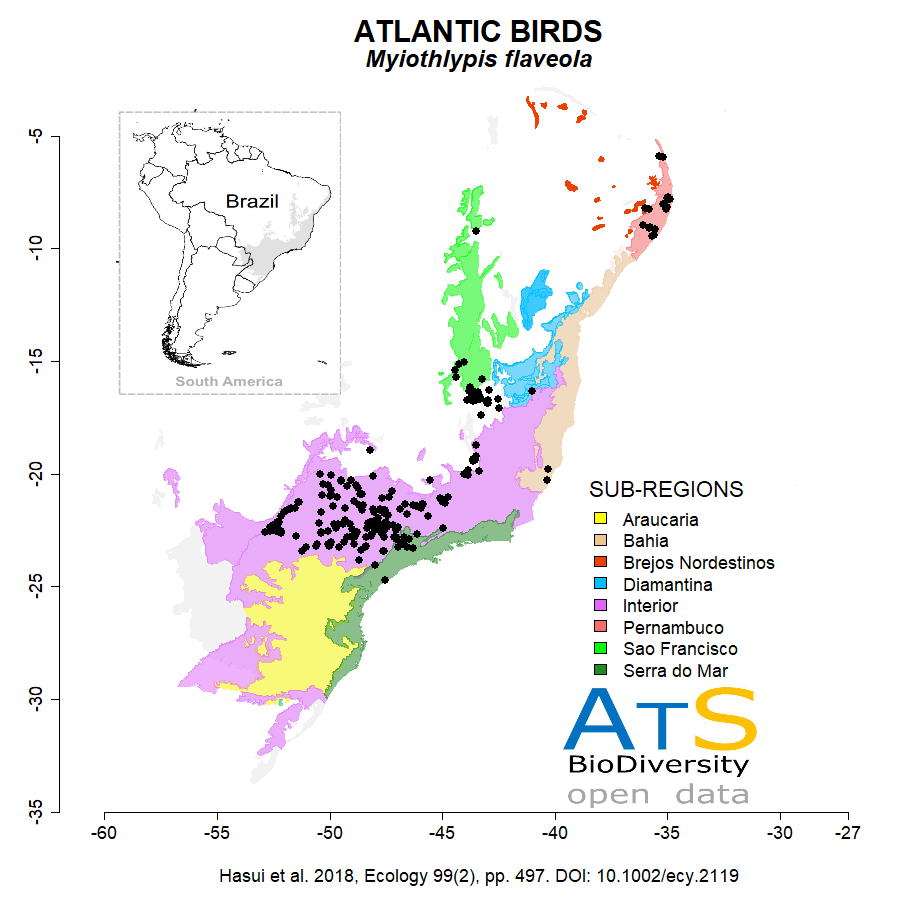 ATLANTIC BIRDS
Myiothlypis flaveola
Brazil
South America
-5
-10
-15
-20
-25
-30
-35
SUB-REGIONS
Araucaria
Bahia
Brejos Nordestinos
Diamantina
Interior
Pernambuco
Sao Francisco
Serra do Mar
ATS
BioDiversity
open data
-60
-55
-50
-45
-40
-35
-30
-27
Hasui et al. 2018, Ecology 99(2), pp. 497. DOI: 10.1002/ecy.2119